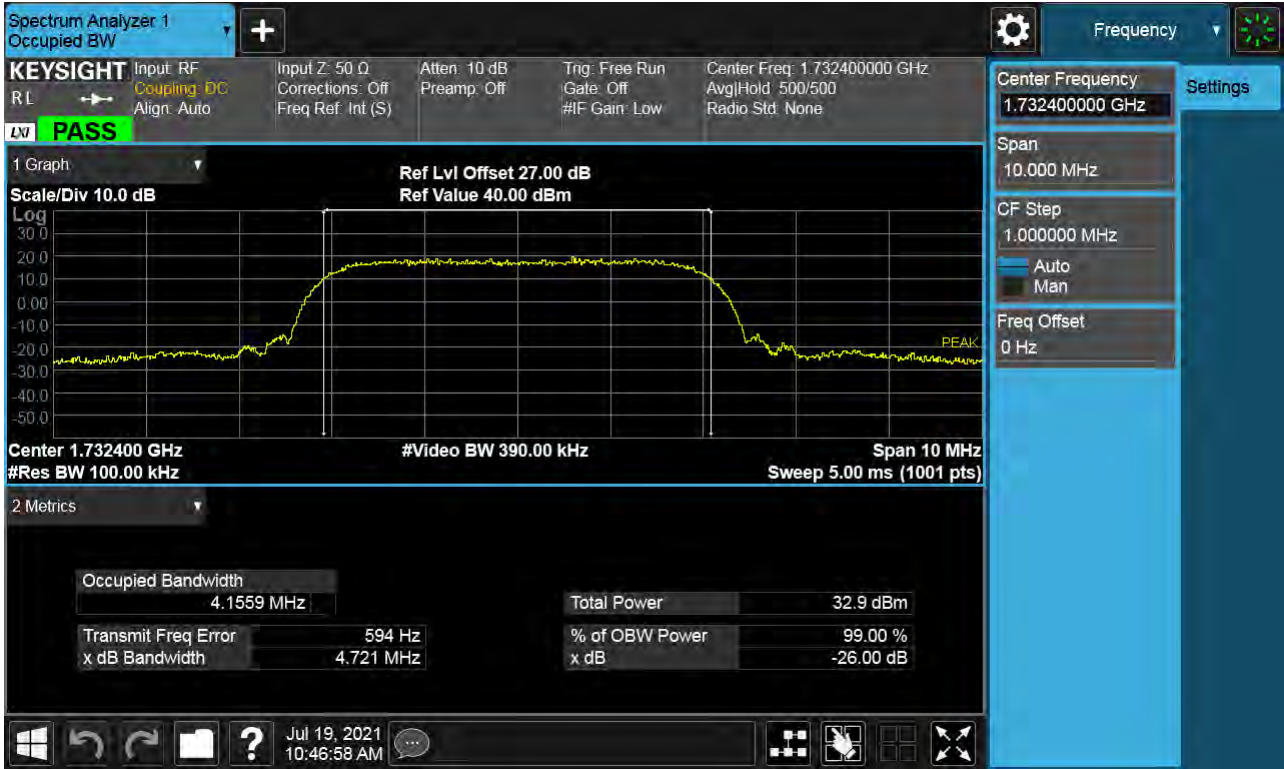 Spectrum Analyzer 1
Occupied BW
+
Frequency
KEYSIGHT
RL
LXI PASS
Input: RF
Coupling: DC
Align: Auto
Input Z: 50 Ω
Corrections: Off
Freq Ref: Int (S)
Atten: 10 dB
Preamp: Off
Trig: Free Run
Gate: Off
#IF Gain: Low
Center Freq: 1.732400000 GHz
Avg|Hold: 500/500
Radio Std: None
Center Frequency
1.732400000 GHz
Settings
Span
10.000 MHz
CF Step
1.000000 MHz
Auto
Man
Freq Offset
0 Hz
1 Graph
Scale/Div 10.0 dB
Ref Lvl Offset 27.00 dB
Ref Value 40.00 dBm
Log
30.0
20.0
10.0
0.00
-10.0
-20.0
-30.0
-40.0
-50.0
PEAK
Center 1.732400 GHz
#Video BW 390.00 kHz
Span 10 MHz
#Res BW 100.00 kHz
Sweep 5.00 ms (1001 pts)
2 Metrics
Occupied Bandwidth
4.1559 MHz
Total Power 32.9 dBm
Transmit Freq Error 594 Hz
% of OBW Power 99.00 %
x dB Bandwidth 4.721 MHz
x dB -26.00 dB
?
Jul 19, 2021
10:46:58 AM